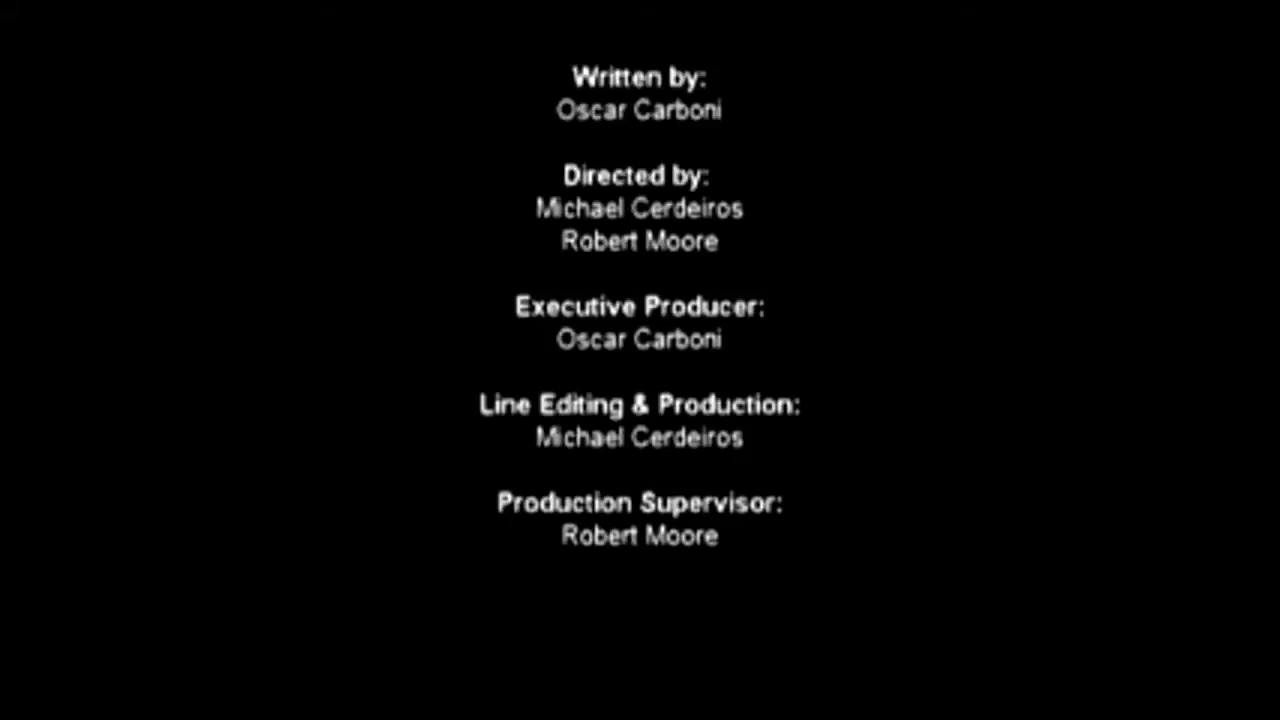 Written by:
Oscar Carboni
Directed by:
Michael Cerdeiros
Robert Moore
Executive Producer:
Oscar Carboni
Line Editing & Production:
Michael Cerdeiros
Production Supervisor:
Robert Moore